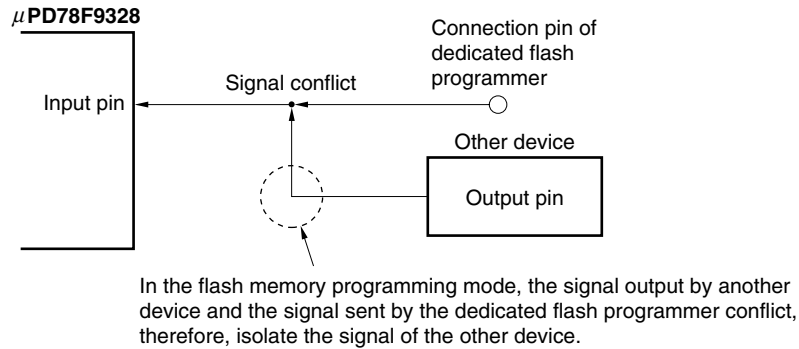 μPD78F9328
Connection pin of
dedicated flash
programmer
Signal conflict
Input pin
Other device
Output pin
In the flash memory programming mode, the signal output by another
device and the signal sent by the dedicated flash programmer conflict,
therefore, isolate the signal of the other device.